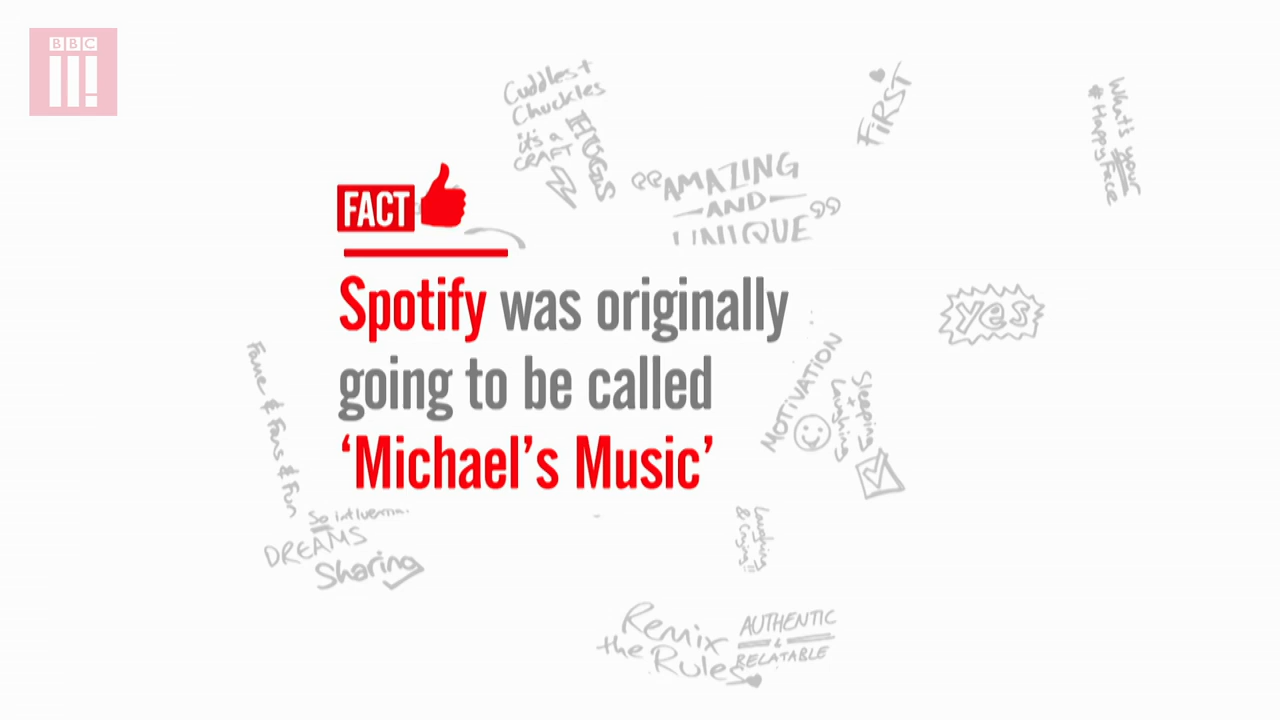 BBC
Cuddles +
Chuckles
it's a
CRAFT
HUGS
FiRST
What's your
#HappyFace
"AMAZING
AND
UNIQUE"
FACT
Spotify was originally
going to be called
‘Michael’s Music’
yes
MOTiVATiON
Sleeping
+
Laughing
Fame & Fans & Fun
So
DREAMS
Sharing
Laughing
& Crying!!
Remix
the Rules
AUTHENTIC
&
RELATABLE